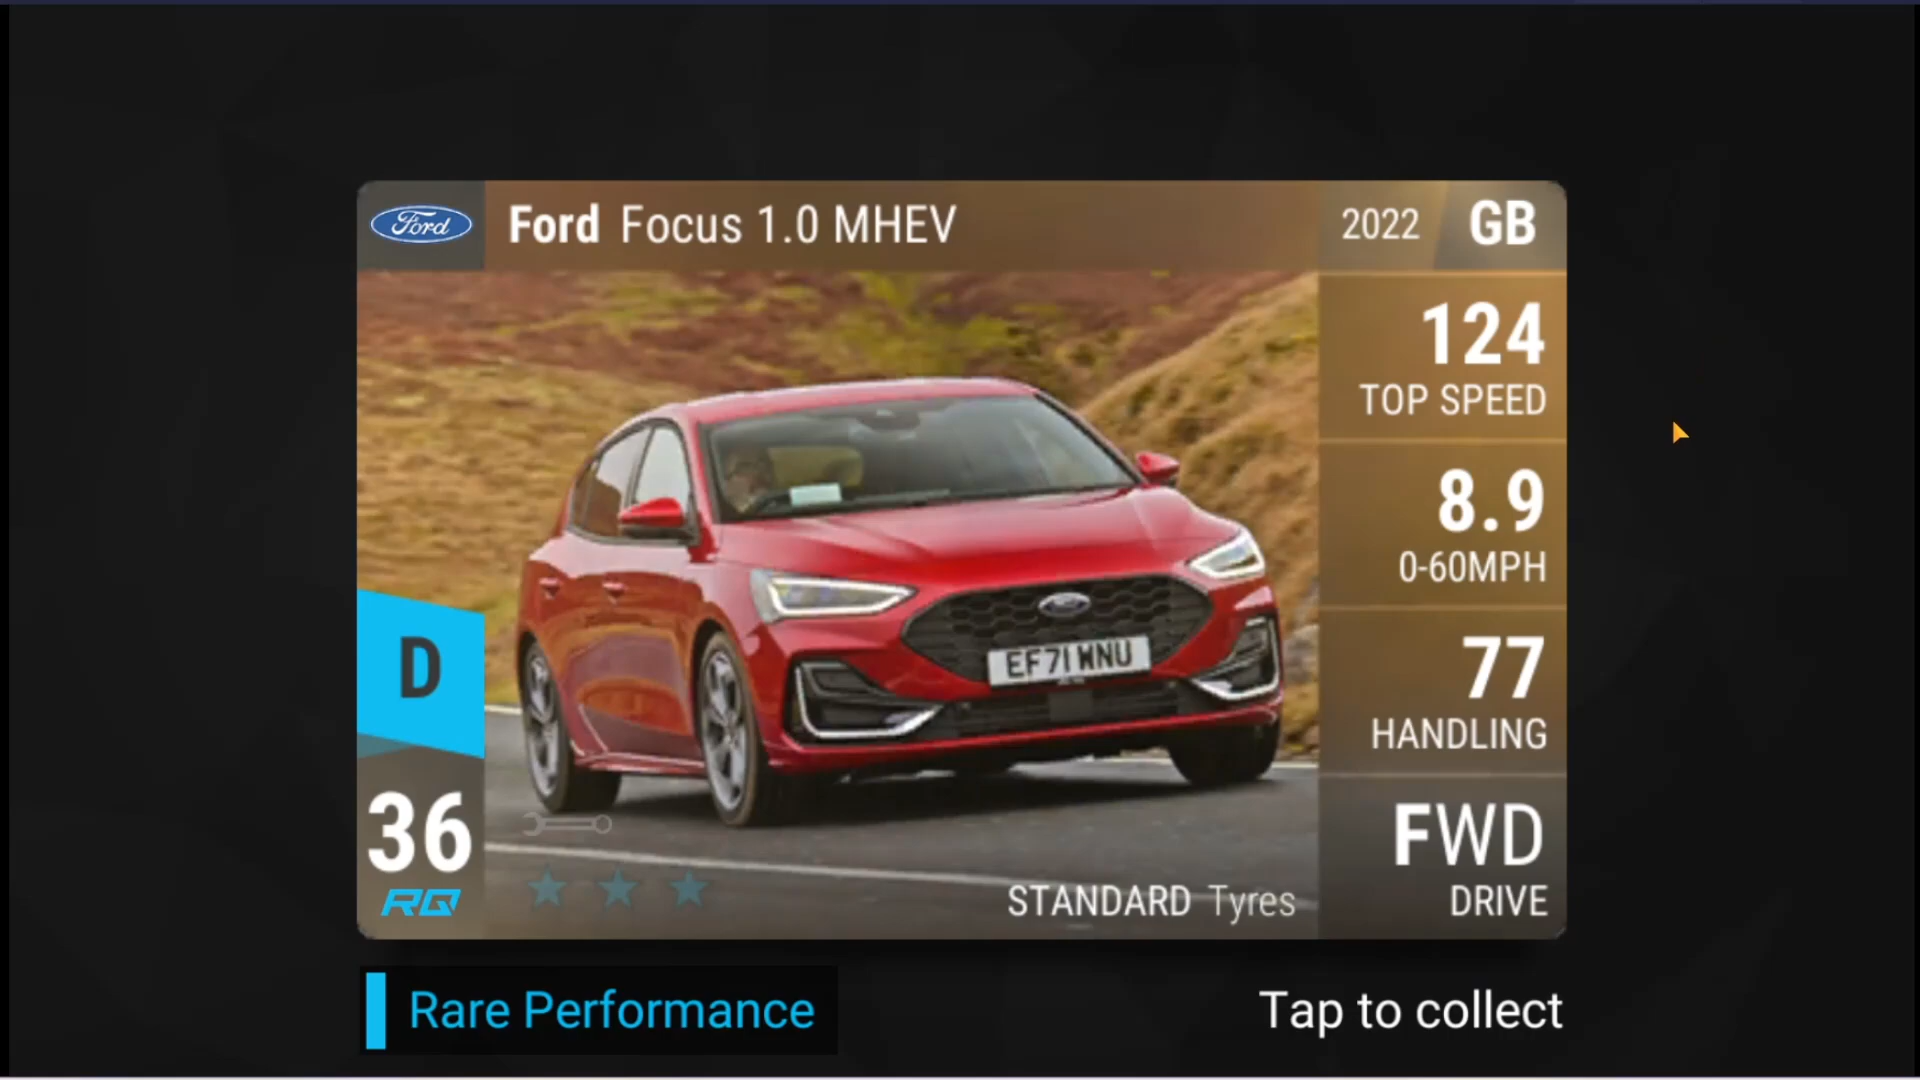 Ford
Ford Focus 1.0 MHEV
2022
GB
124
TOP SPEED
8.9
0-60MPH
77
HANDLING
FWD
DRIVE
D
36
RQ
EF71 WNU
STANDARD Tyres
Rare Performance
Tap to collect